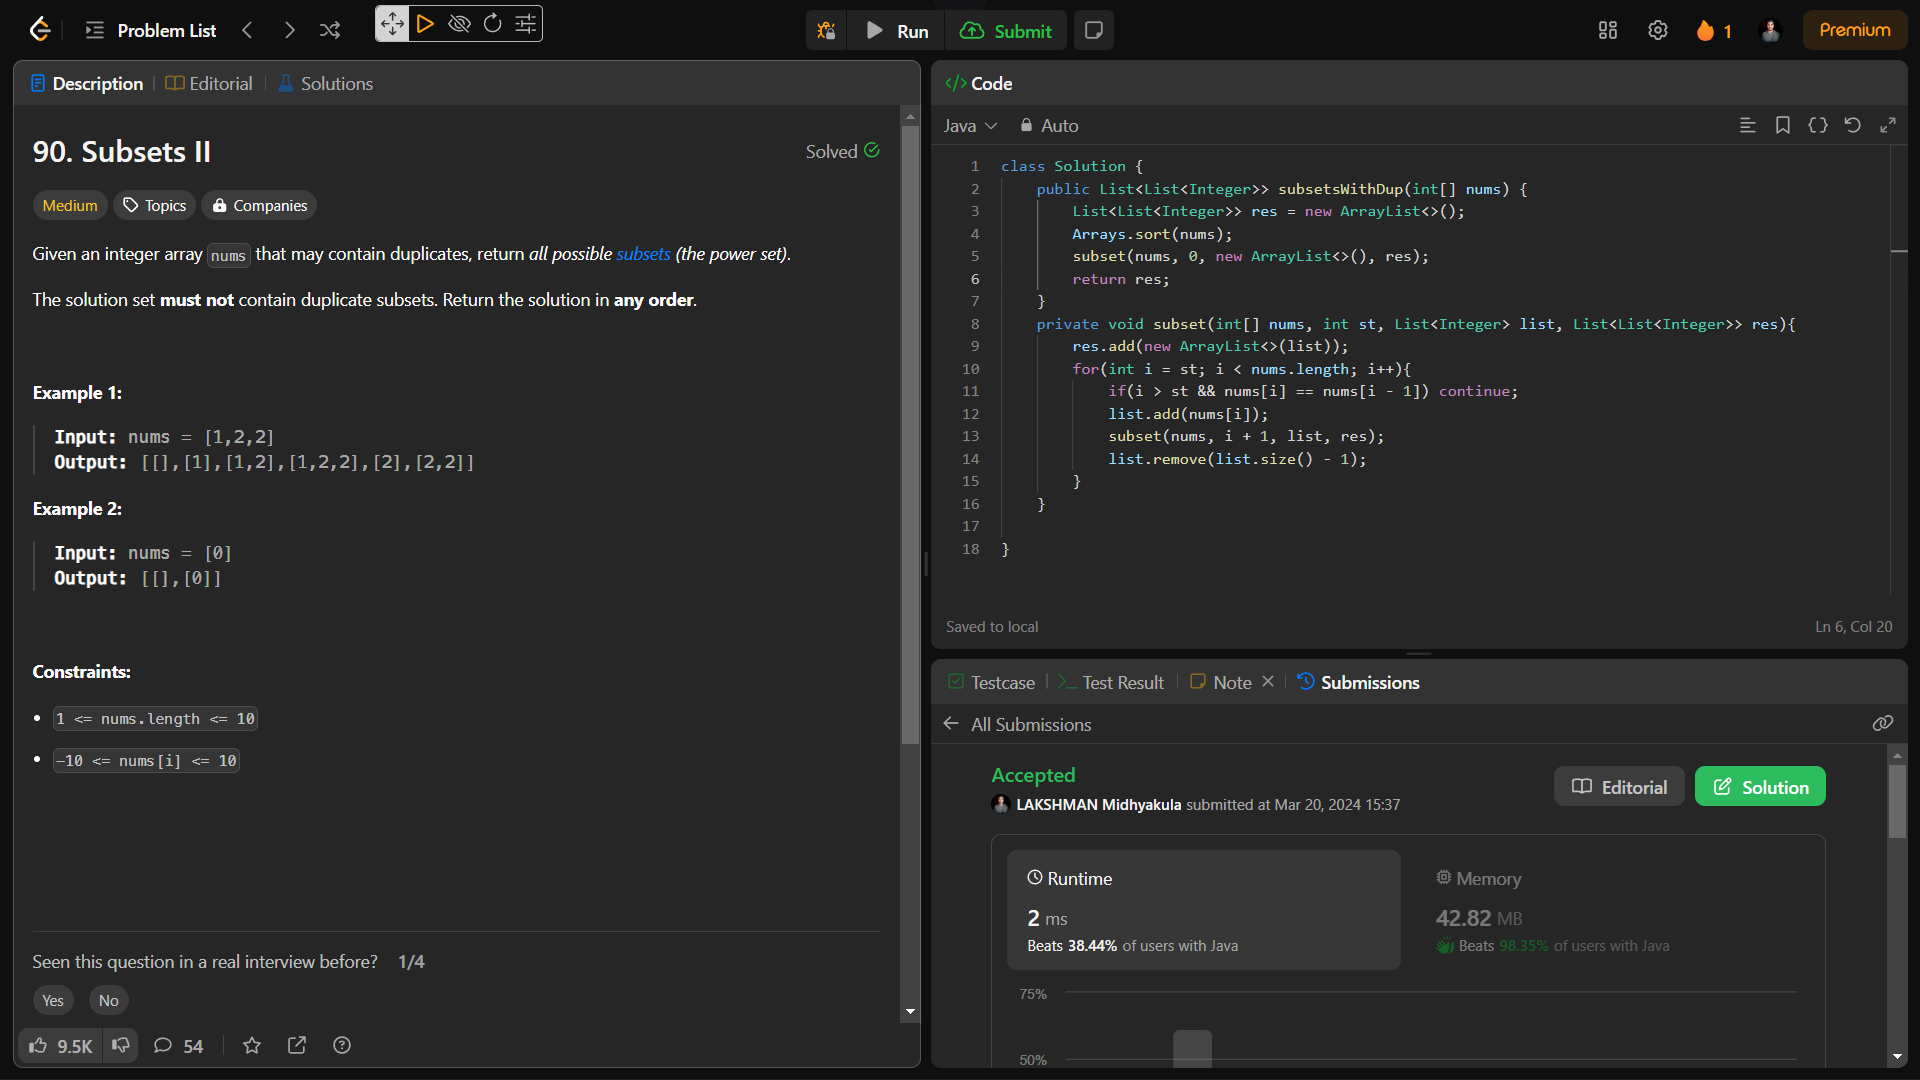 Problem List
Run
Submit
1
Premium
Description
Editorial
Solutions
90. Subsets II
Solved
Medium
Topics
Companies
Given an integer array nums that may contain duplicates, return all possible subsets (the power set).
The solution set must not contain duplicate subsets. Return the solution in any order.
Example 1:
Input: nums = [1,2,2]
Output: [[],[1],[1,2],[1,2,2],[2],[2,2]]
Example 2:
Input: nums = [0]
Output: [[],[0]]
Constraints:
• 1 <= nums.length <= 10
• -10 <= nums[i] <= 10
Seen this question in a real interview before? 1/4
Yes
No
9.5K
54
</> Code
Java
Auto
1 class Solution {
2     public List<List<Integer>> subsetsWithDup(int[] nums) {
3         List<List<Integer>> res = new ArrayList<>();
4         Arrays.sort(nums);
5         subset(nums, 0, new ArrayList<>(), res);
6         return res;
7     }
8     private void subset(int[] nums, int st, List<Integer> list, List<List<Integer>> res){
9         res.add(new ArrayList<>(list));
10         for(int i = st; i < nums.length; i++){
11             if(i > st && nums[i] == nums[i - 1]) continue;
12             list.add(nums[i]);
13             subset(nums, i + 1, list, res);
14             list.remove(list.size() - 1);
15         }
16     }
17
18 }
Saved to local
Ln 6, Col 20
Testcase
Test Result
Note
Submissions
All Submissions
Accepted
LAKSHMAN Midhyakula submitted at Mar 20, 2024 15:37
Editorial
Solution
Runtime
2 ms
Beats 38.44% of users with Java
Memory
42.82 MB
Beats 98.35% of users with Java
75%
50%